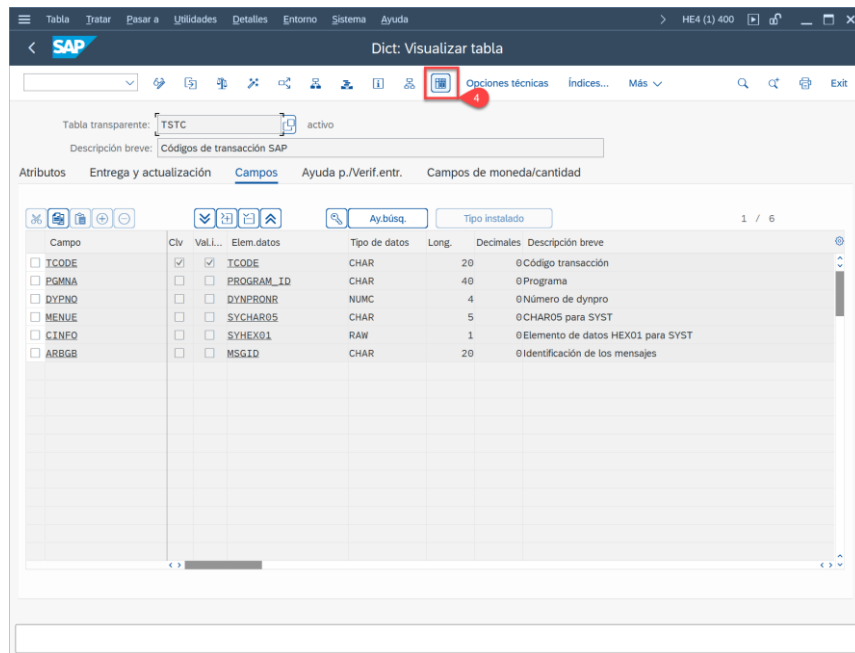 Tabla Tratar Pasar a Utilidades Detalles Entorno Sistema Ayuda HE4 (1) 400
SAP Dict: Visualizar tabla
Opciones técnicas Índices... Más Exit
4
Tabla transparente: TSTC activo
Descripción breve: Códigos de transacción SAP
Atributos Entrega y actualización Campos Ayuda p./Verif.entr. Campos de moneda/cantidad
Ay.búsq. Tipo instalado 1 / 6
Campo Clv Val.i... Elem.datos Tipo de datos Long. Decimales Descripción breve
TCODE TCODE CHAR 20 0 Código transacción
PGMNA PROGRAM_ID CHAR 40 0 Programa
DYPNO DYNPRONR NUMC 4 0 Número de dynpro
MENUE SYCHAR05 CHAR 5 0 CHAR05 para SYST
CINFO SYHEX01 RAW 1 0 Elemento de datos HEX01 para SYST
ARBGB MSGID CHAR 20 0 Identificación de los mensajes